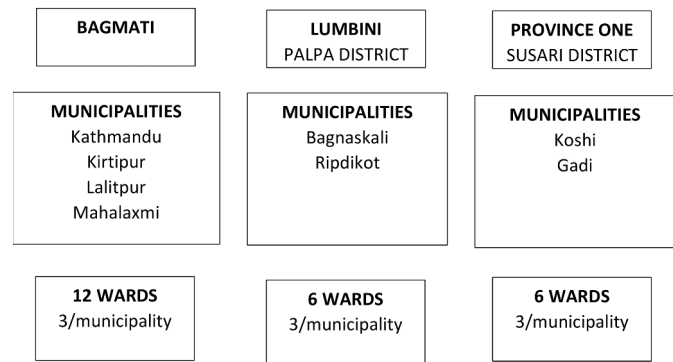 BAGMATI
LUMBINI
PALPA DISTRICT
PROVINCE ONE
SUSARI DISTRICT
MUNICIPALITIES
Kathmandu
Kirtipur
Lalitpur
Mahalaxmi
MUNICIPALITIES
Bagnaskali
Ripdikot
MUNICIPALITIES
Koshi
Gadi
12 WARDS
3/municipality
6 WARDS
3/municipality
6 WARDS
3/municipality